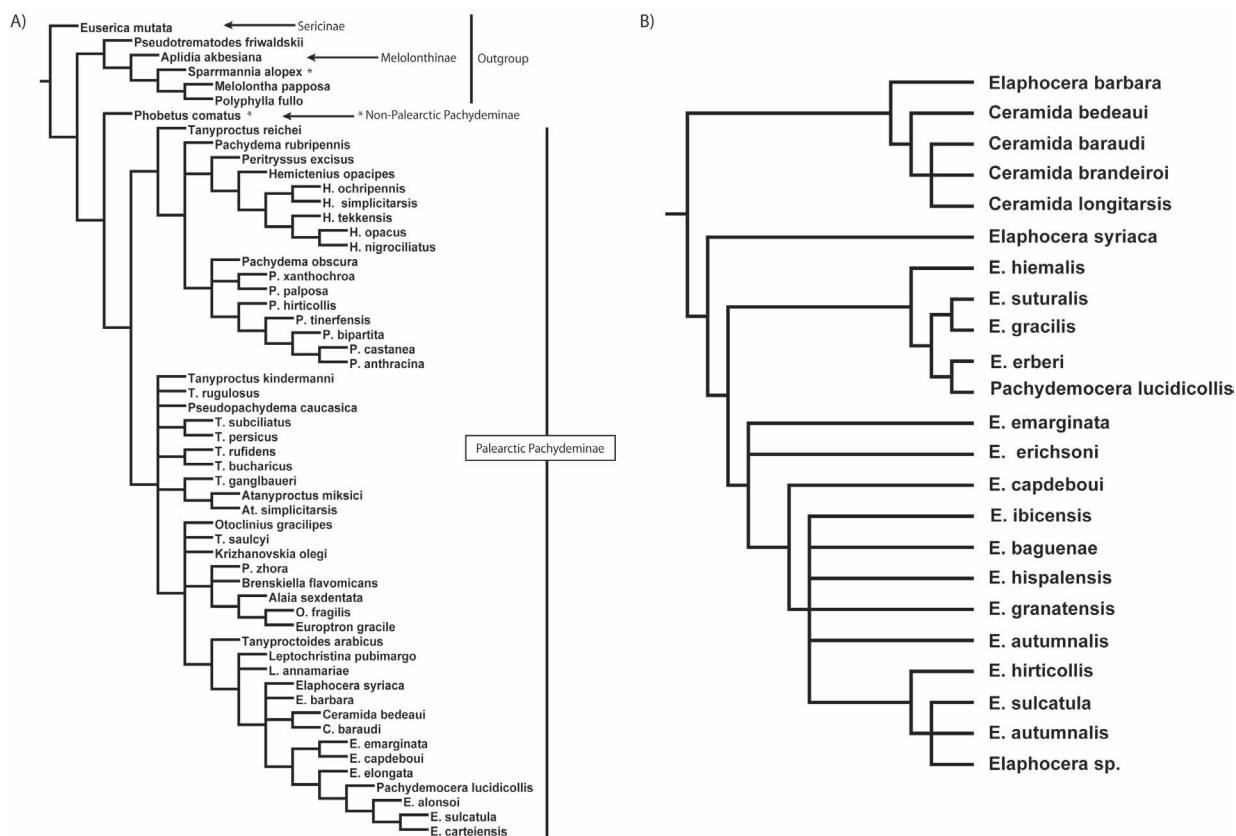 A)
Euserica mutata
Sericinae
Pseudotrematodes friwaldskii
Aplidia akbesiana
Melolonthinae
Outgroup
Sparrmannia alopex *
Melolontha papposa
Polyphylla fullo
Phobetus comatus *
* Non-Palearctic Pachydeminae
Tanyproctus reichei
Pachydema rubripennis
Peritryssus excisus
Hemictenius opacipes
H. ochripennis
H. simplicitarsis
H. tekkensis
H. opacus
H. nigrociliatus
Pachydema obscura
P. xanthochroa
P. palposa
P. hirticollis
P. tinerfensis
P. bipartita
P. castanea
P. anthracina
Tanyproctus kindermanni
T. rugulosus
Pseudopachydema caucasica
T. subciliatus
T. persicus
T. rufidens
T. bucharicus
T. ganglbaueri
Atanyproctus miksici
At. simplicitarsis
Otoclinius gracilipes
T. saulcyi
Krizhanovskia olegi
P. zhora
Brenskiella flavomicans
Alaia sexdentata
O. fragilis
Europtron gracile
Tanyproctoides arabicus
Leptochristina pubimargo
L. annamariae
Elaphocera syriaca
E. barbara
Ceramida bedeaui
C. baraudi
E. emarginata
E. capdeboui
E. elongata
Pachydemocera lucidicollis
E. alonsoi
E. sulcatula
E. carteiensis
Palearctic Pachydeminae
B)
Elaphocera barbara
Ceramida bedeaui
Ceramida baraudi
Ceramida brandeiroi
Ceramida longitarsis
Elaphocera syriaca
E. hiemalis
E. suturalis
E. gracilis
E. erberi
Pachydemocera lucidicollis
E. emarginata
E. erichsoni
E. capdeboui
E. ibicensis
E. baguenae
E. hispalensis
E. granatensis
E. autumnalis
E. hirticollis
E. sulcatula
E. autumnalis
Elaphocera sp.